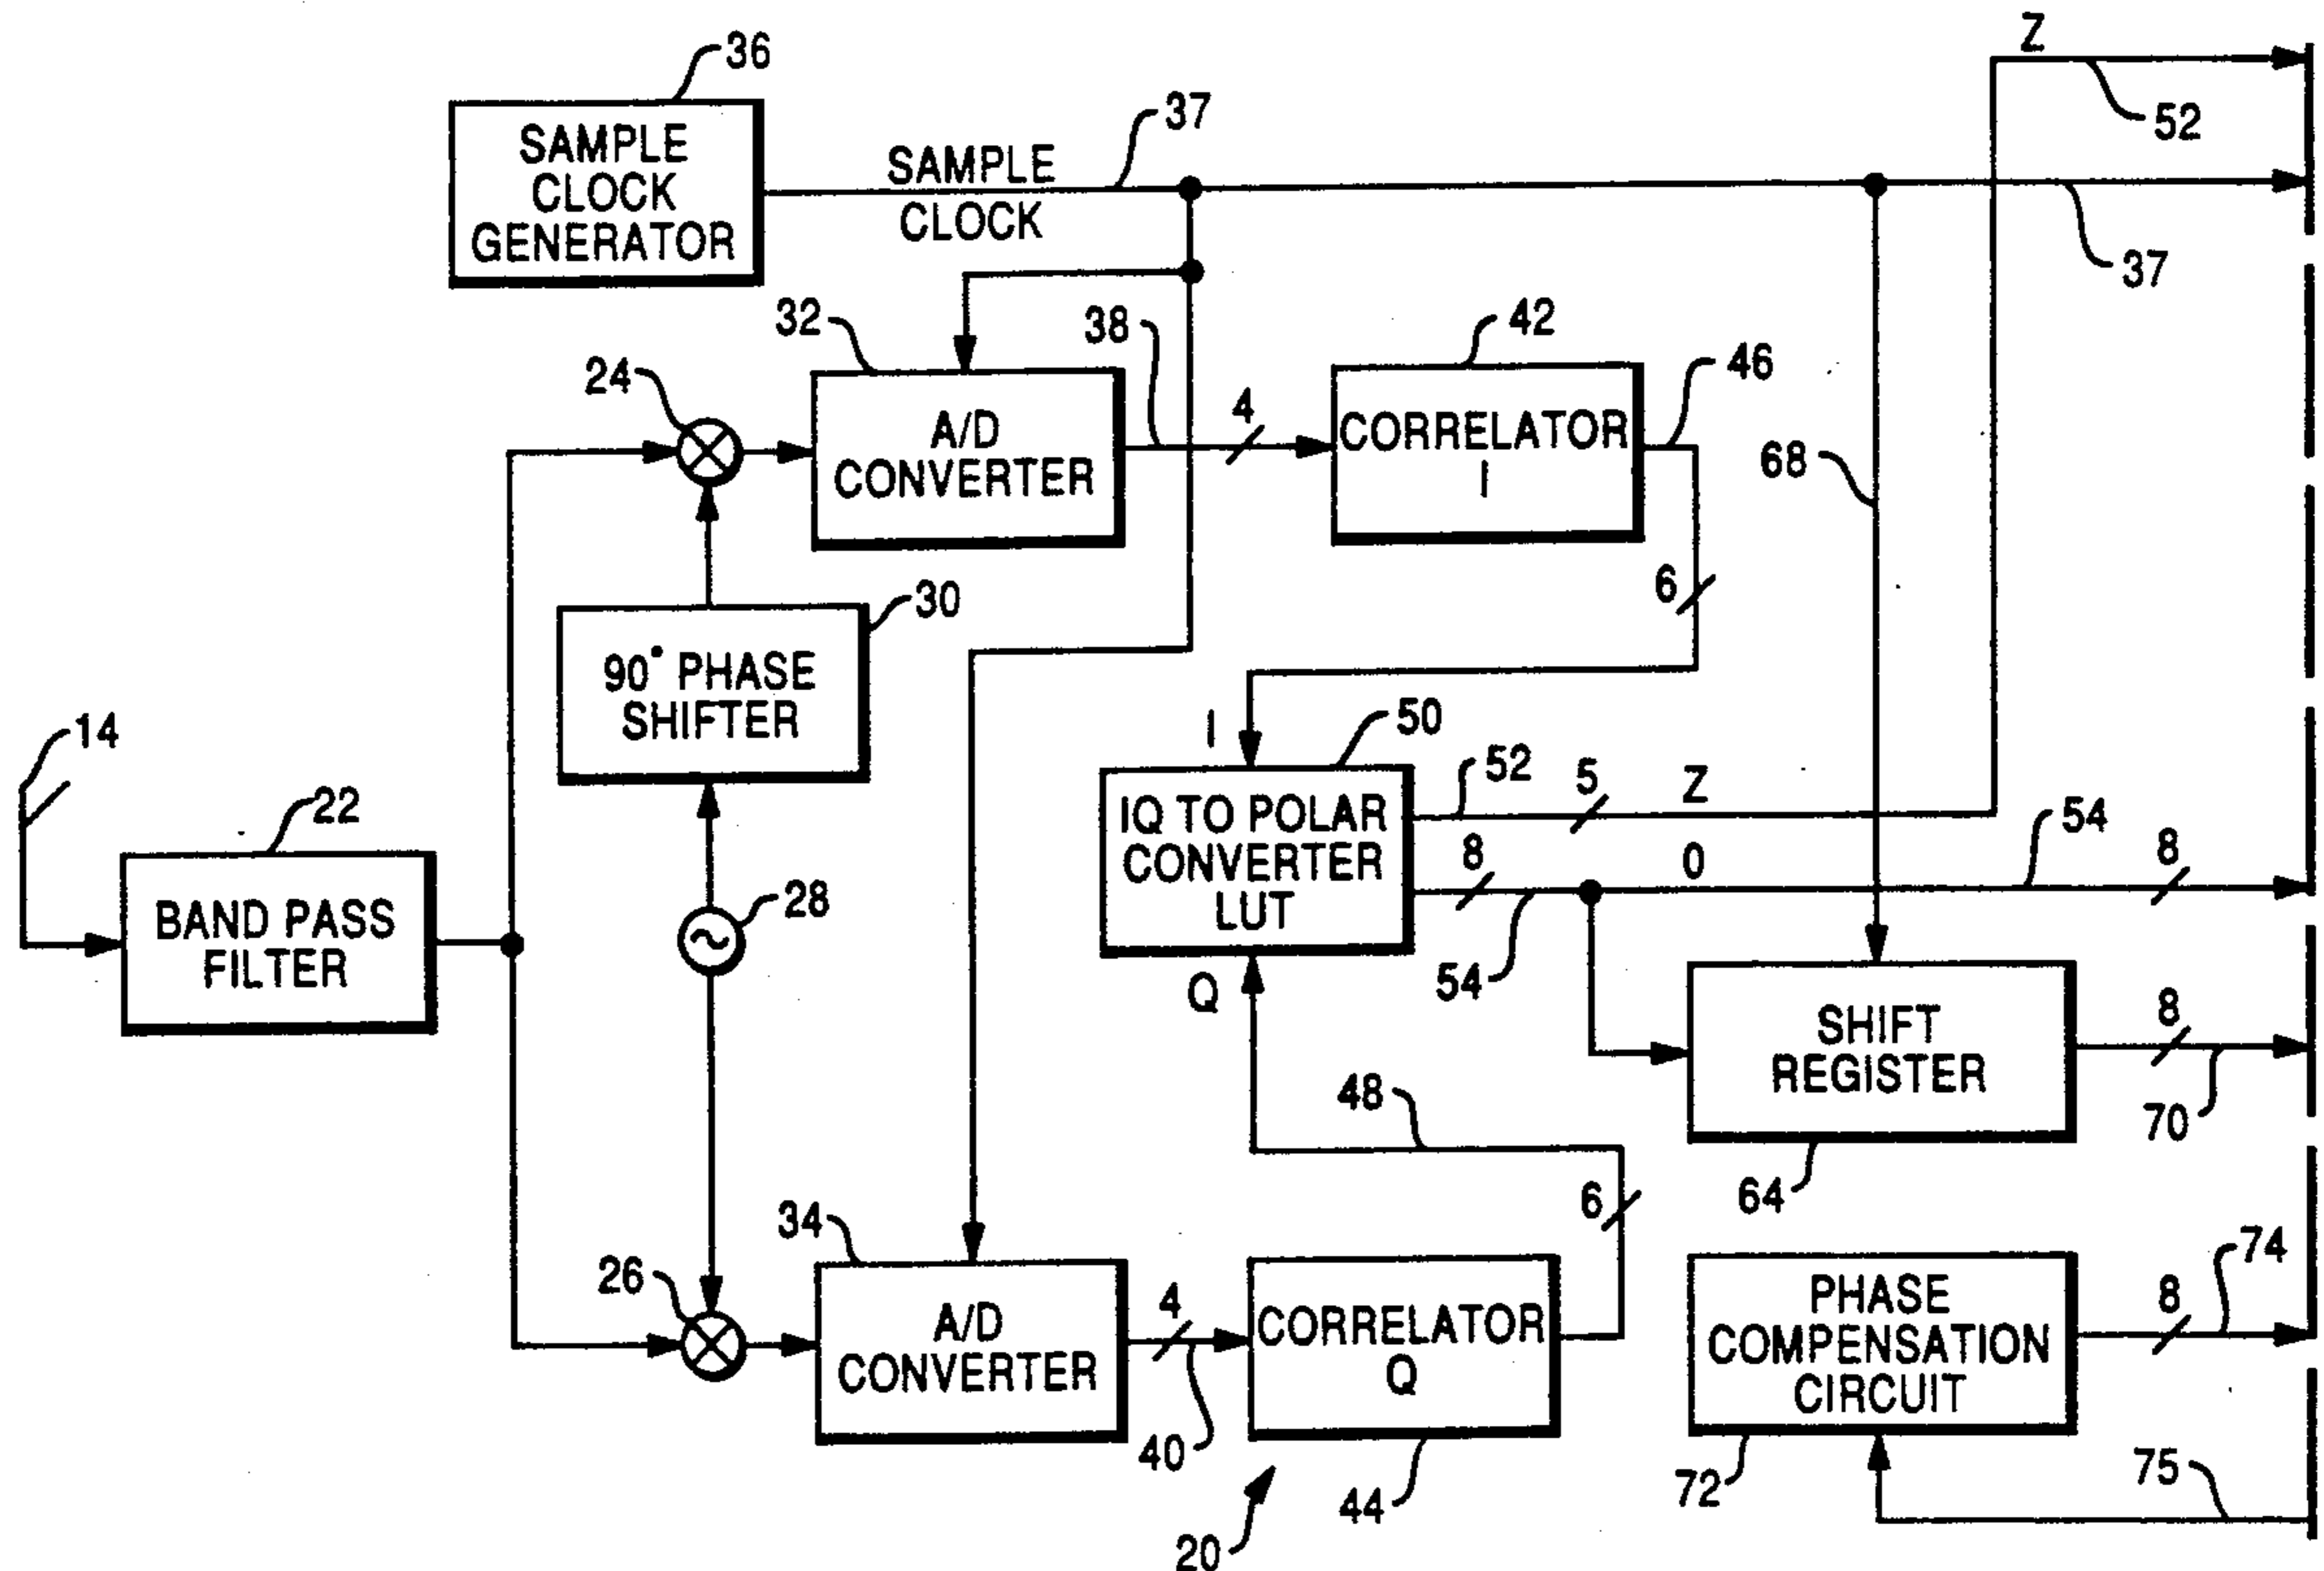 Z
36
52
SAMPLE
CLOCK
GENERATOR
SAMPLE
CLOCK
37
37
32
38
42
46
24
4
A/D
CONVERTER
CORRELATOR
I
68
6
30
90° PHASE
SHIFTER
14
22
BAND PASS
FILTER
28
I
50
52
5
Z
IQ TO POLAR
CONVERTER
LUT
8
54
0
54
8
Q
SHIFT
REGISTER
8
70
64
48
6
34
26
A/D
CONVERTER
4
40
CORRELATOR
Q
44
20
PHASE
COMPENSATION
CIRCUIT
8
74
72
75